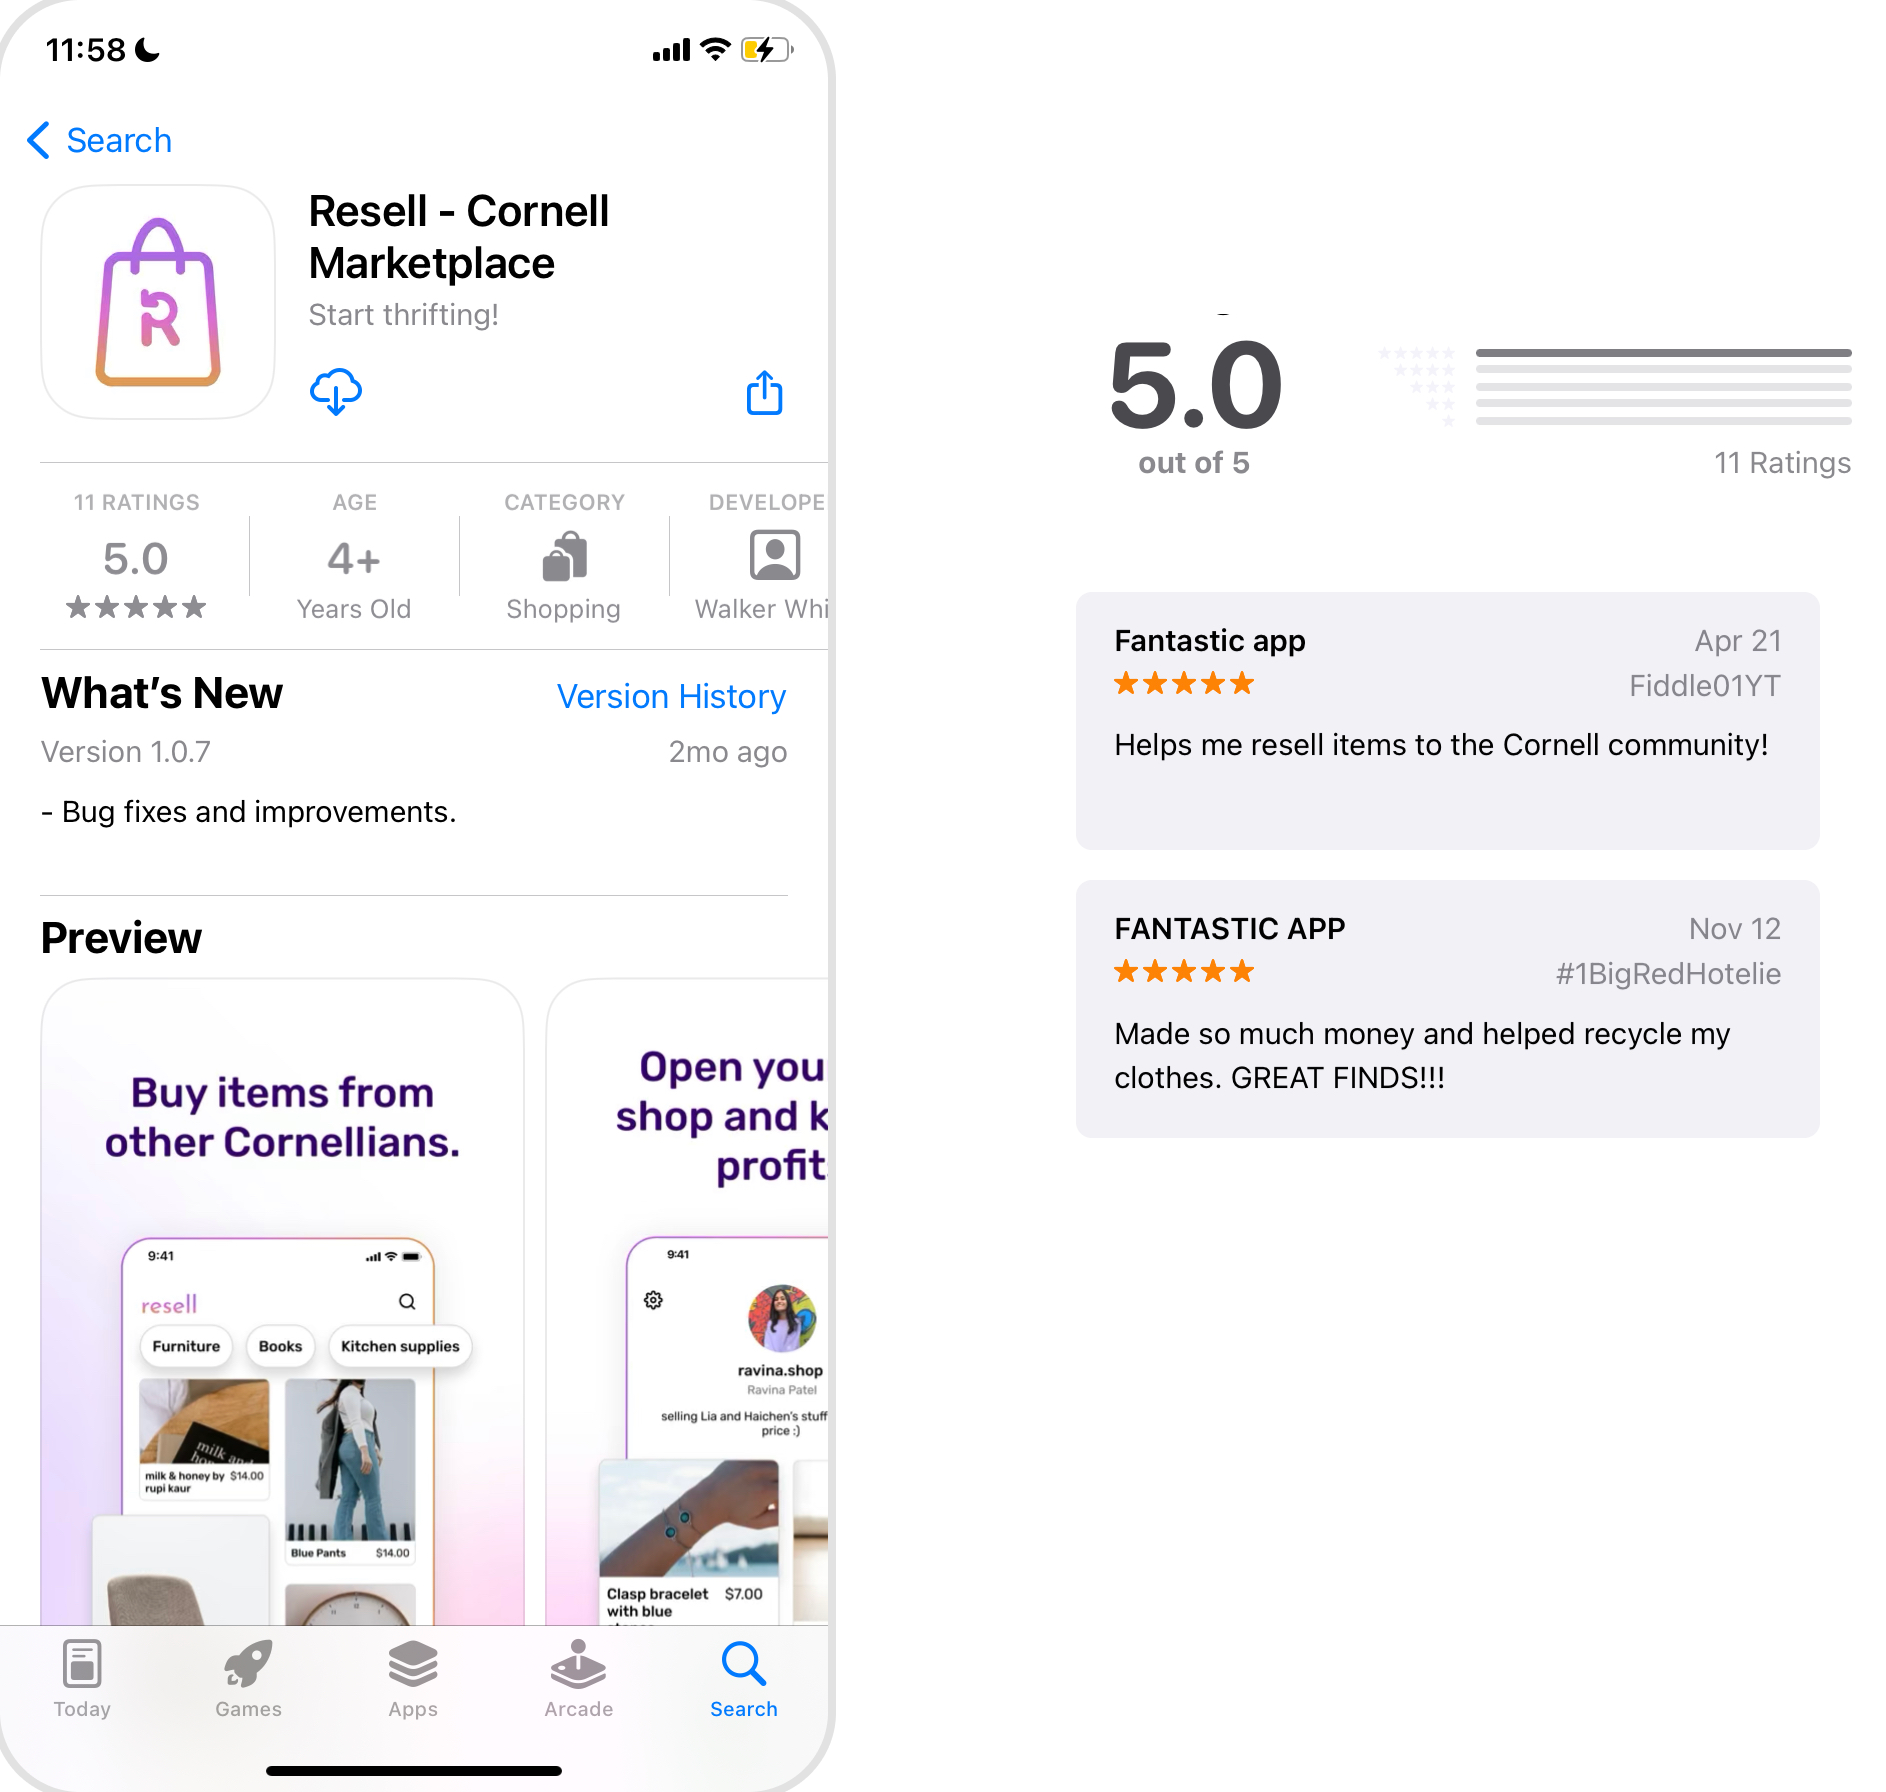 11:58
Search
Resell - Cornell
Marketplace
Start thrifting!
11 RATINGS
5.0
AGE
4+
Years Old
CATEGORY
Shopping
DEVELOPE
Walker Whi
What's New
Version History
Version 1.0.7
2mo ago
- Bug fixes and improvements.
Preview
Buy items from
other Cornellians.
9:41
resell
Furniture
Books
Kitchen supplies
milk and
milk & honey by $14.00
rupi kaur
Blue Pants $14.00
Open you
shop and k
profit
9:41
ravina.shop
Ravina Patel
selling Lia and Haichen's stuff
price :)
Clasp bracelet $7.00
with blue
Today
Games
Apps
Arcade
Search
5.0
out of 5
11 Ratings
Fantastic app
Apr 21
Fiddle01YT
Helps me resell items to the Cornell community!
FANTASTIC APP
Nov 12
#1BigRedHotelie
Made so much money and helped recycle my
clothes. GREAT FINDS!!!